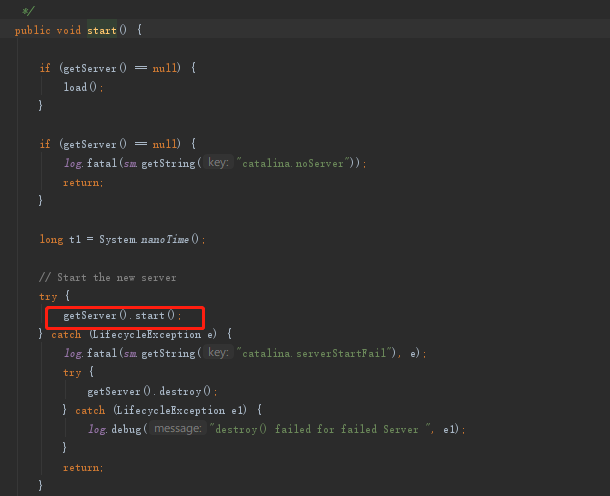 */
public void start() {
if (getServer() == null) {
load();
}
if (getServer() == null) {
log.fatal(sm.getString( key: "catalina.noServer"));
return;
}
long t1 = System.nanoTime();
// Start the new server
try {
getServer().start();
} catch (LifecycleException e) {
log.fatal(sm.getString( key: "catalina.serverStartFail"), e);
try {
getServer().destroy();
} catch (LifecycleException e1) {
log.debug( message: "destroy() failed for failed Server ", e1);
}
return;
}